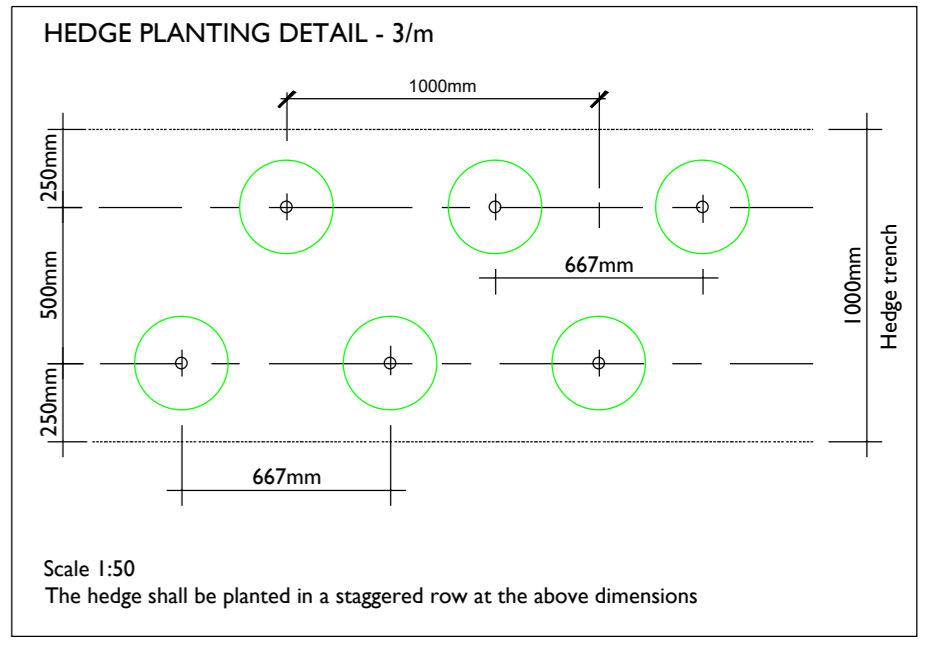 HEDGE PLANTING DETAIL - 3/m
1000mm
250mm
500mm
250mm
667mm
1000mm
Hedge trench
667mm
Scale 1:50
The hedge shall be planted in a staggered row at the above dimensions